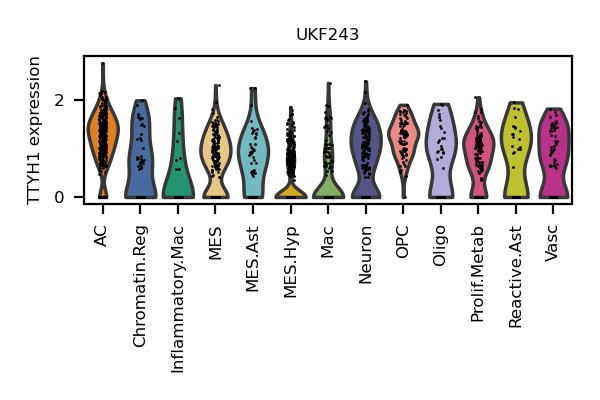 UKF243
TTYH1 expression
2
0
AC
Chromatin.Reg
Inflammatory.Mac
MES
MES.Ast
MES.Hyp
Mac
Neuron
OPC
Oligo
Prolif.Metab
Reactive.Ast
Vasc